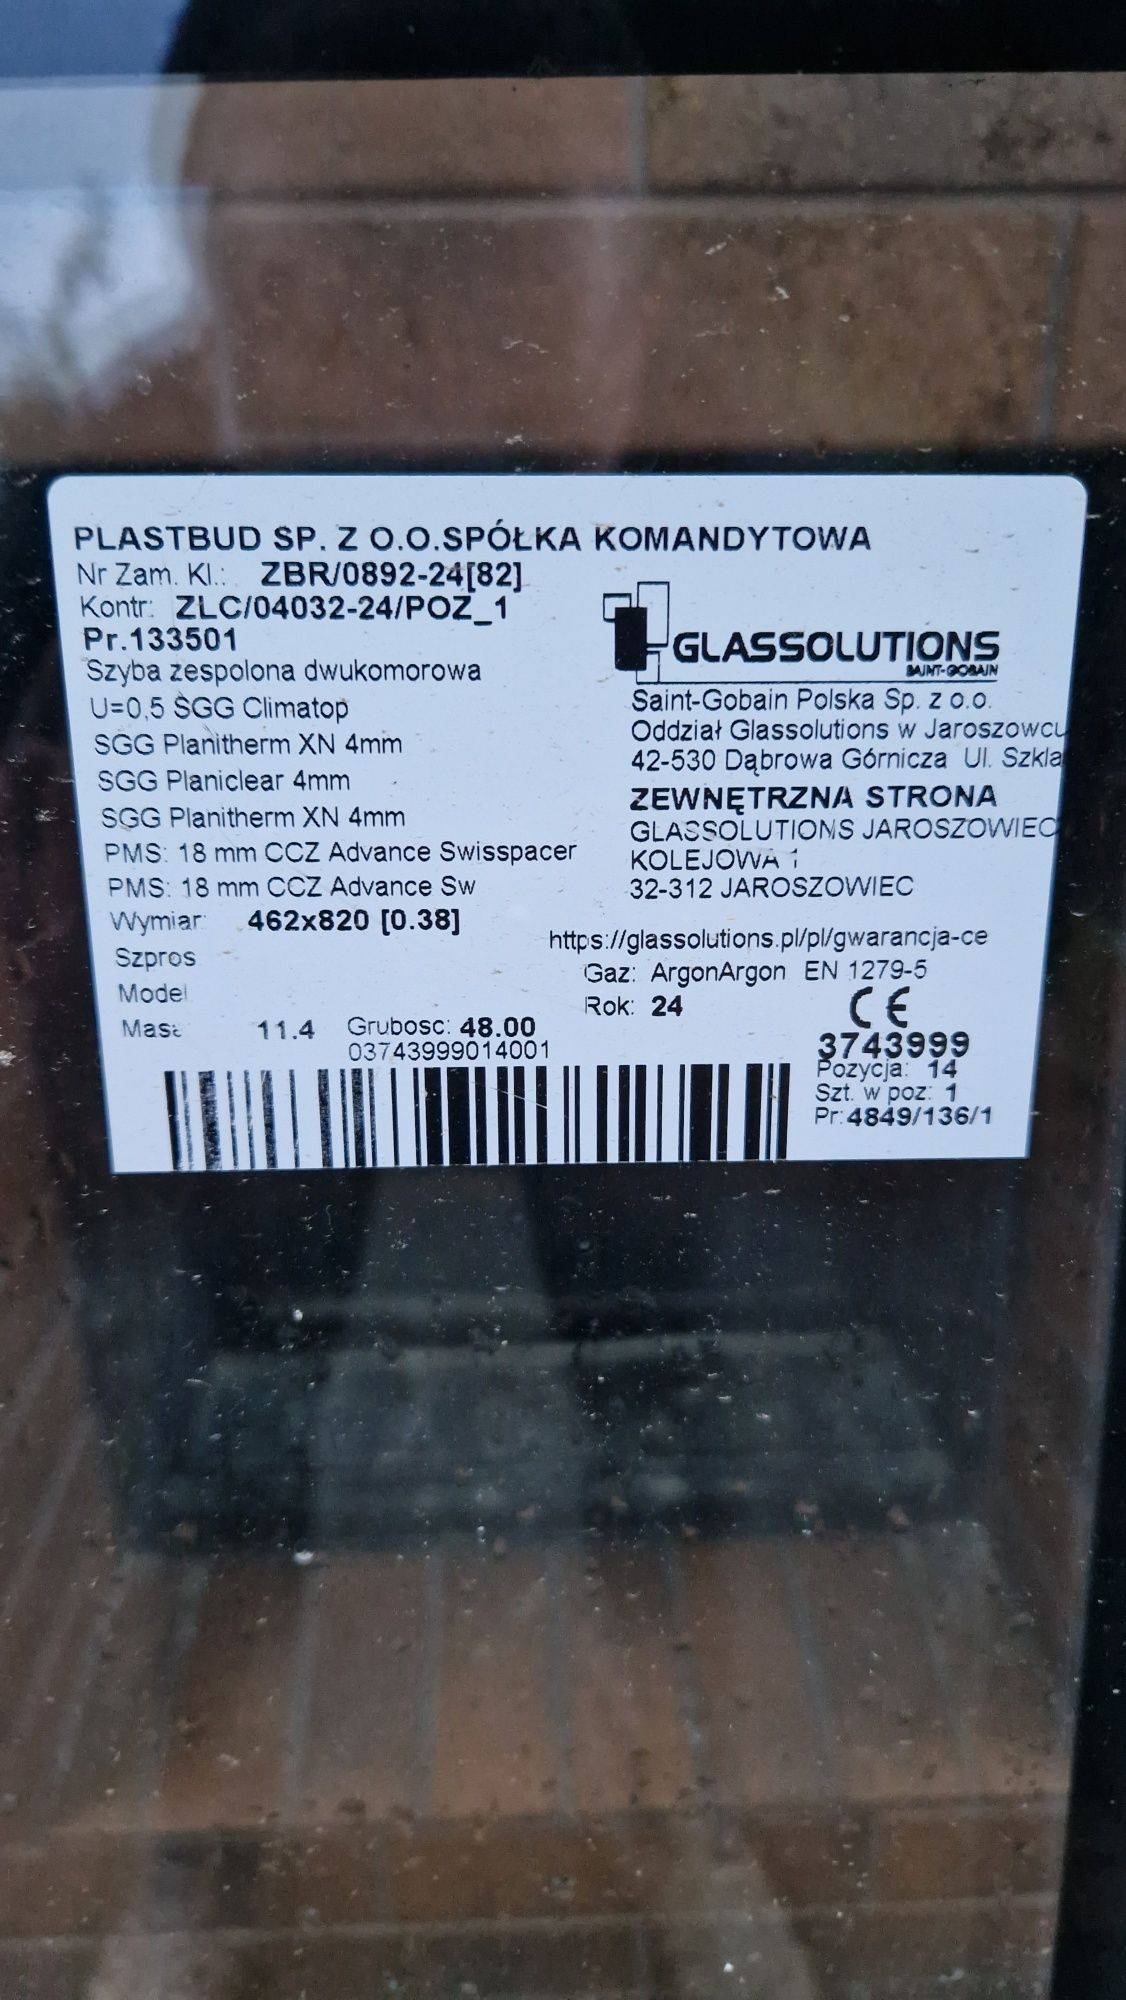 PLASTBUD SP. Z O.O.SPÓŁKA KOMANDYTOWA
Nr Zam. Kl.: ZBR/0892-24[82]
Kontr: ZLC/04032-24/POZ_1
Pr.133501
Szyba zespolona dwukomorowa
U=0,5 SGG Climatop
SGG Planitherm XN 4mm
SGG Planiclear 4mm
SGG Planitherm XN 4mm
PMS: 18 mm CCZ Advance Swisspacer
PMS: 18 mm CCZ Advance Sw
Wymiar: 462x820 [0.38]
Szpros
Model
Masa 11.4 Grubosc: 48.00
03743999014001
GLASSOLUTIONS
SAINT-GOBAIN
Saint-Gobain Polska Sp. z o.o.
Oddział Glassolutions w Jaroszowcu
42-530 Dąbrowa Górnicza Ul. Szkla
ZEWNĘTRZNA STRONA
GLASSOLUTIONS JAROSZOWIEC
KOLEJOWA 1
32-312 JAROSZOWIEC
https://glassolutions.pl/pl/gwarancja-ce
Gaz: ArgonArgon EN 1279-5
Rok: 24 CE
3743999
Pozycja: 14
Szt. w poz: 1
Pr:4849/136/1